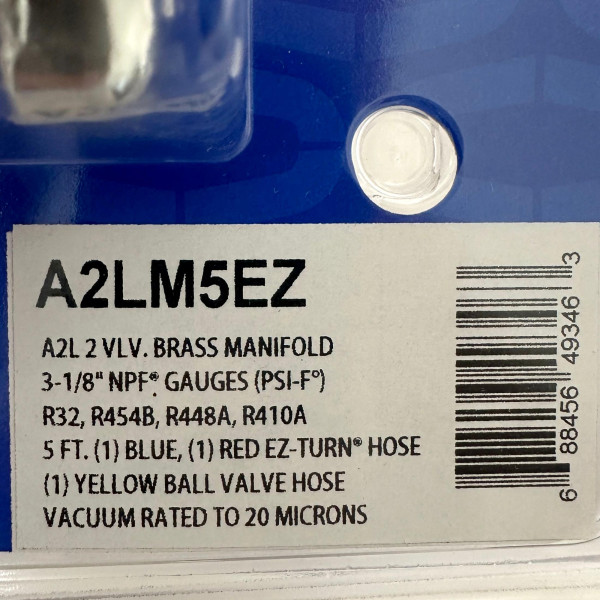 A2LM5EZ
A2L 2 VLV. BRASS MANIFOLD
3-1/8" NPF® GAUGES (PSI-F°)
R32, R454B, R448A, R410A
5 FT. (1) BLUE, (1) RED EZ-TURN® HOSE
(1) YELLOW BALL VALVE HOSE
VACUUM RATED TO 20 MICRONS
6 88456 49346 3